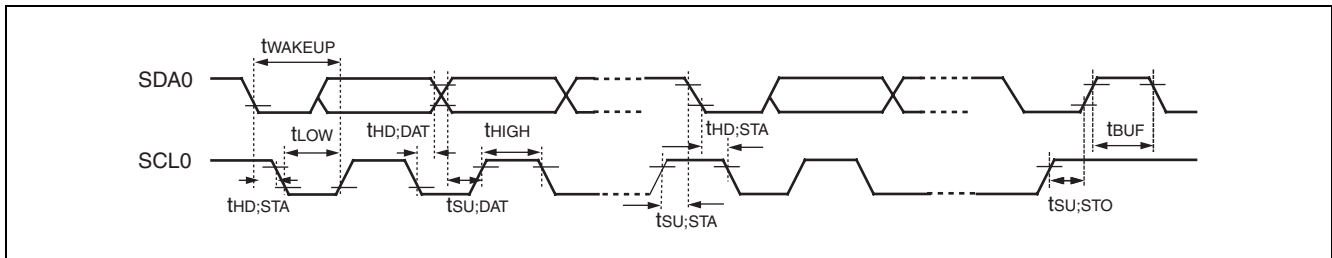 tWAKEUP
SDA0
tLOW
tHD;DAT
tHIGH
tHD;STA
tBUF
SCL0
tHD;STA
tSU;DAT
tSU;STA
tSU;STO